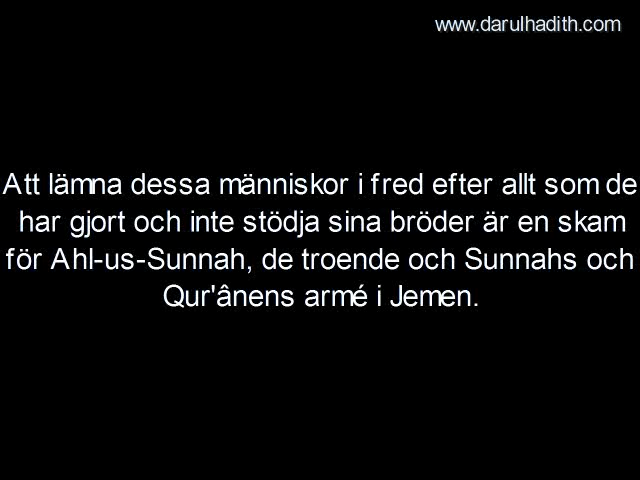 www.darulhadith.com
Att lämna dessa människor i fred efter allt som de
har gjort och inte stödja sina bröder är en skam
för Ahl-us-Sunnah, de troende och Sunnahs och
Qur'ânens armé i Jemen.